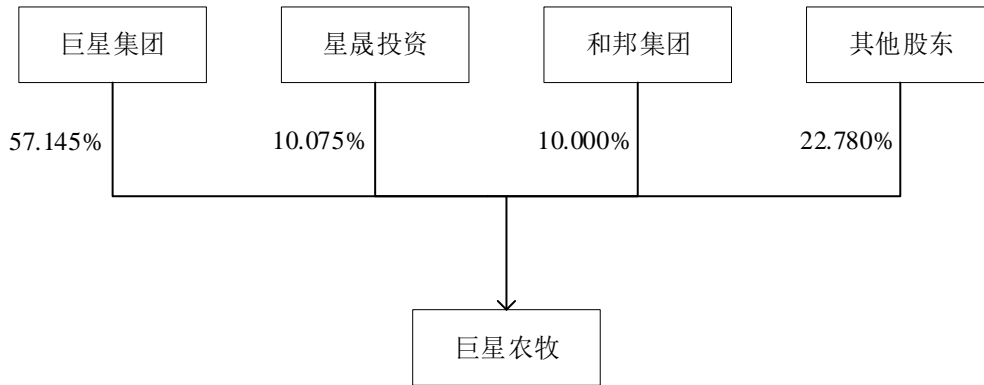 巨星集团
星晟投资
和邦集团
其他股东
57.145%
10.075%
10.000%
22.780%
巨星农牧